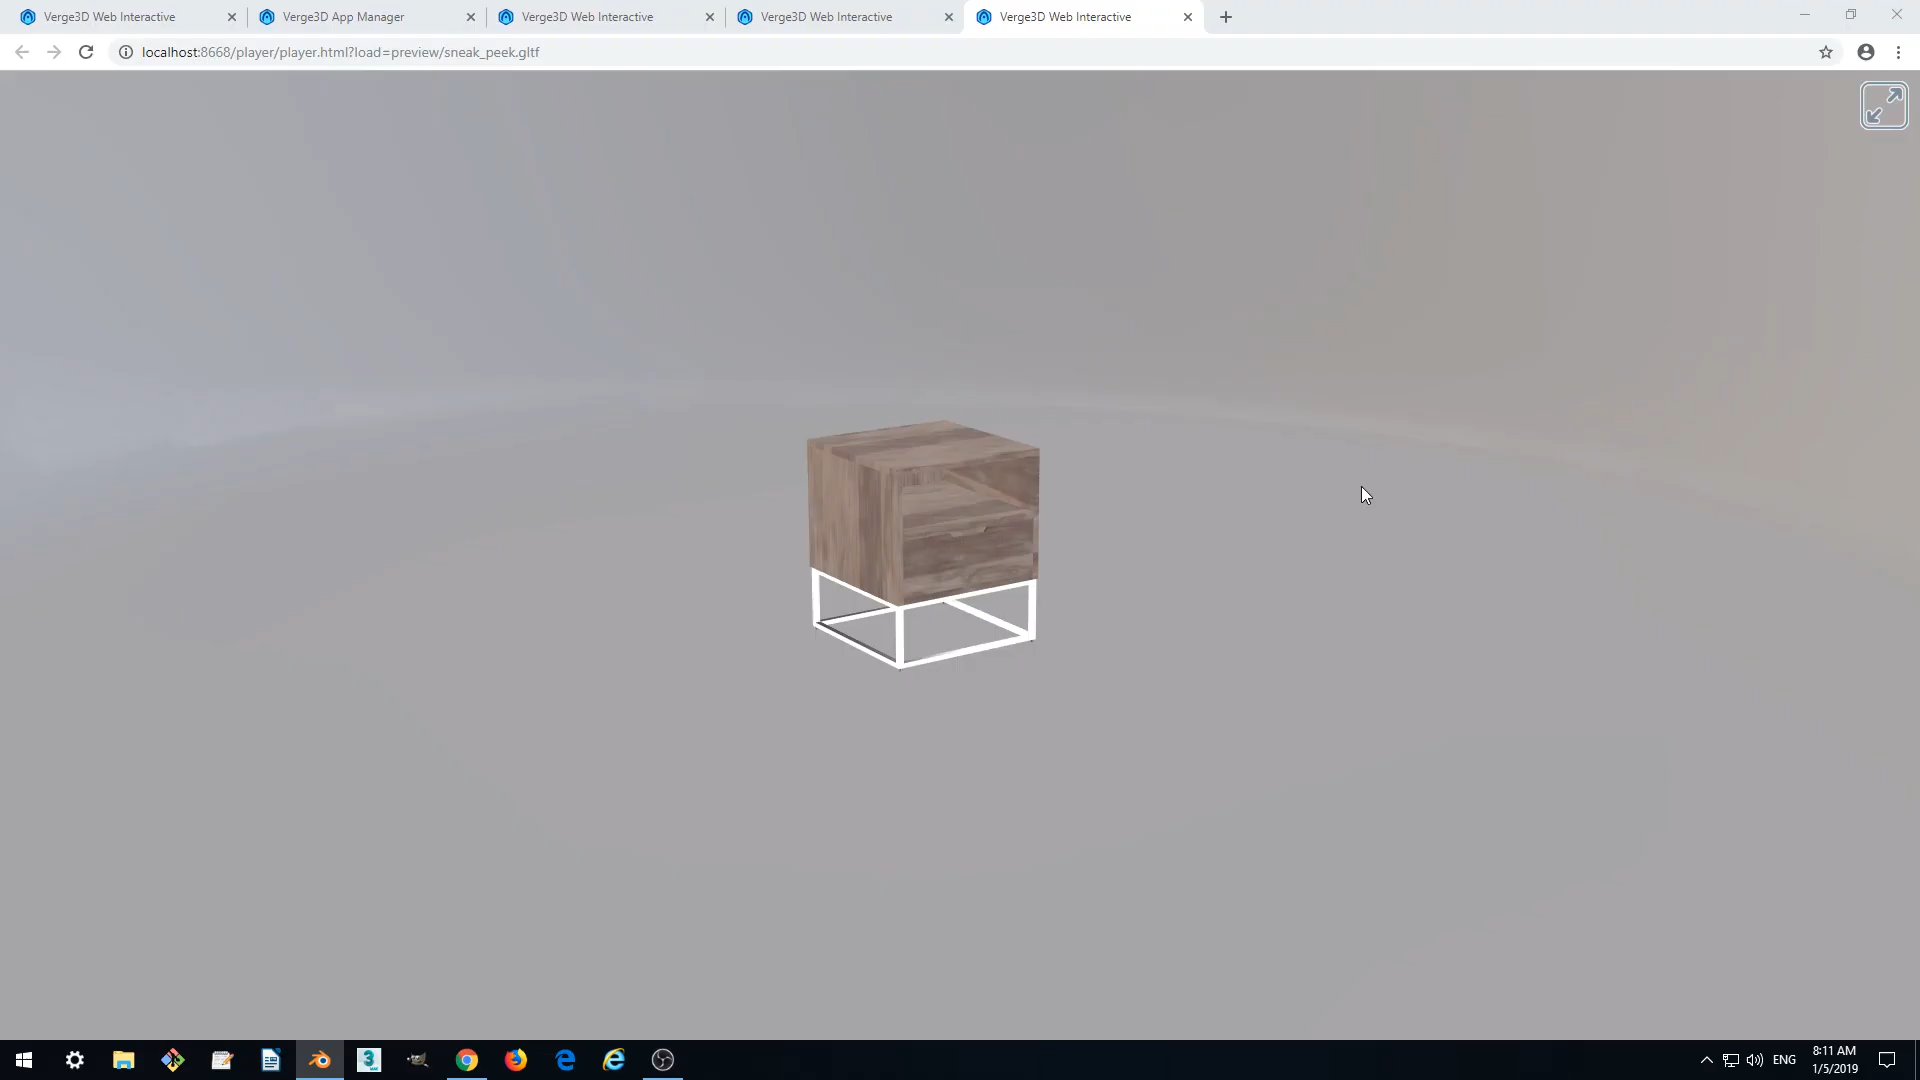 Verge3D Web Interactive
Verge3D App Manager
Verge3D Web Interactive
Verge3D Web Interactive
Verge3D Web Interactive
localhost:8668/player/player.html?load=preview/sneak_peek.gltf
3
ENG
8:11 AM
1/5/2019